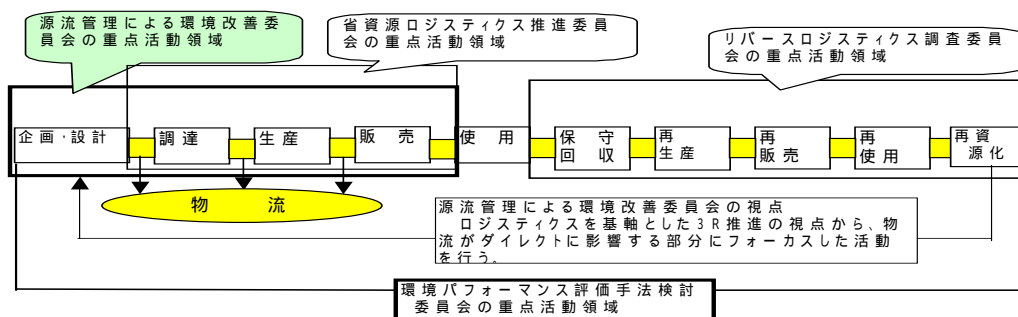 源流管理による環境改善委
員会の重点活動領域
省資源ロジスティクス推進委員
会の重点活動領域
リバースロジスティクス調査委員
会の重点活動領域
企画・設計
調達
生産
販売
使用
保守
回収
再
生産
再
販売
再
使用
再資
源化
物流
源流管理による環境改善委員会の視点
ロジスティクスを基軸とした3R推進の視点から、物
流がダイレクトに影響する部分にフォーカスした活動
を行う。
環境パフォーマンス評価手法検討
委員会の重点活動領域